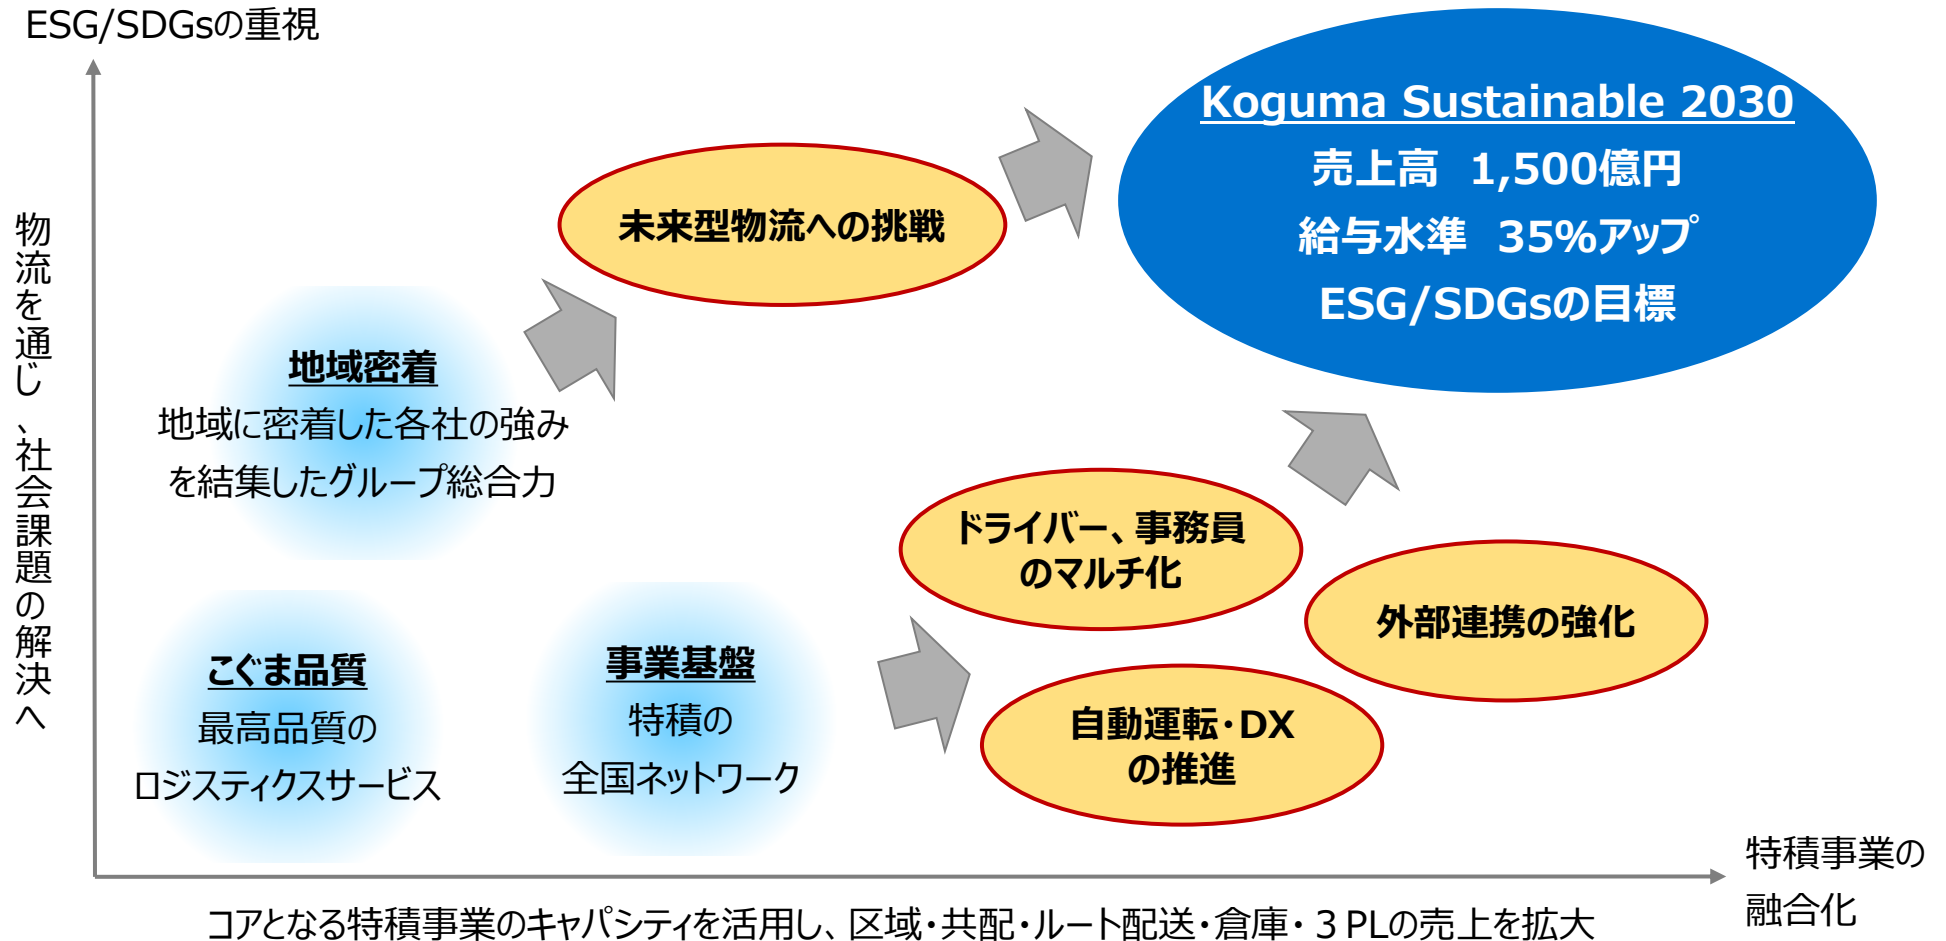 ESG/SDGsの重視
物流を通じ、社会課題の解決へ
Koguma Sustainable 2030
売上高　1,500億円
給与水準　35%アップ
ESG/SDGsの目標
未来型物流への挑戦
地域密着
地域に密着した各社の強み
を結集したグループ総合力
ドライバー、事務員
のマルチ化
外部連携の強化
こぐま品質
最高品質の
ロジスティクスサービス
事業基盤
特積の
全国ネットワーク
自動運転・DX
の推進
特積事業の
融合化
コアとなる特積事業のキャパシティを活用し、区域・共配・ルート配送・倉庫・３PLの売上を拡大